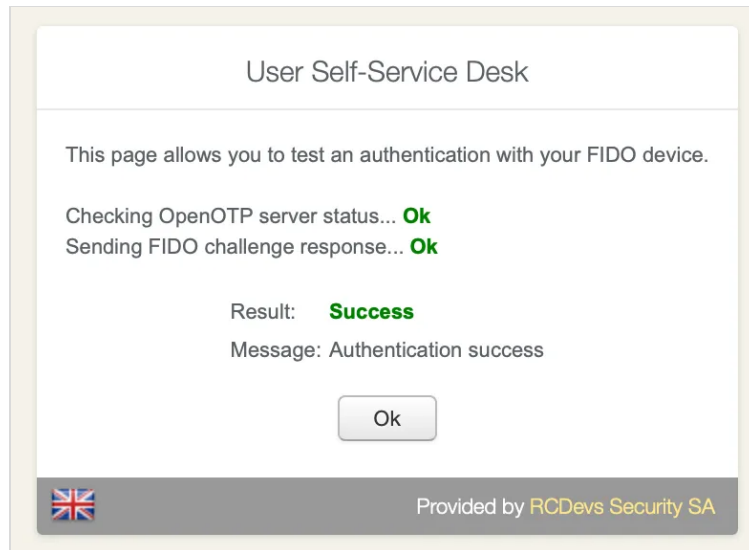 User Self-Service Desk
This page allows you to test an authentication with your FIDO device.
Checking OpenOTP server status... Ok
Sending FIDO challenge response... Ok
Result: Success
Message: Authentication success
Ok
Provided by RCDevs Security SA